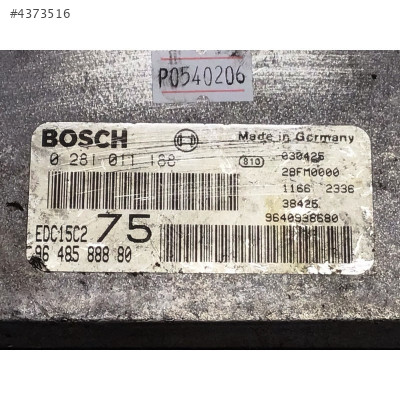 #4373516
P0540206
BOSCH
Made in Germany
0 281 011 188
810
030425
28FM0000
1166 2336
38425
9640938680
EDC15C2
75
96 485 888 80